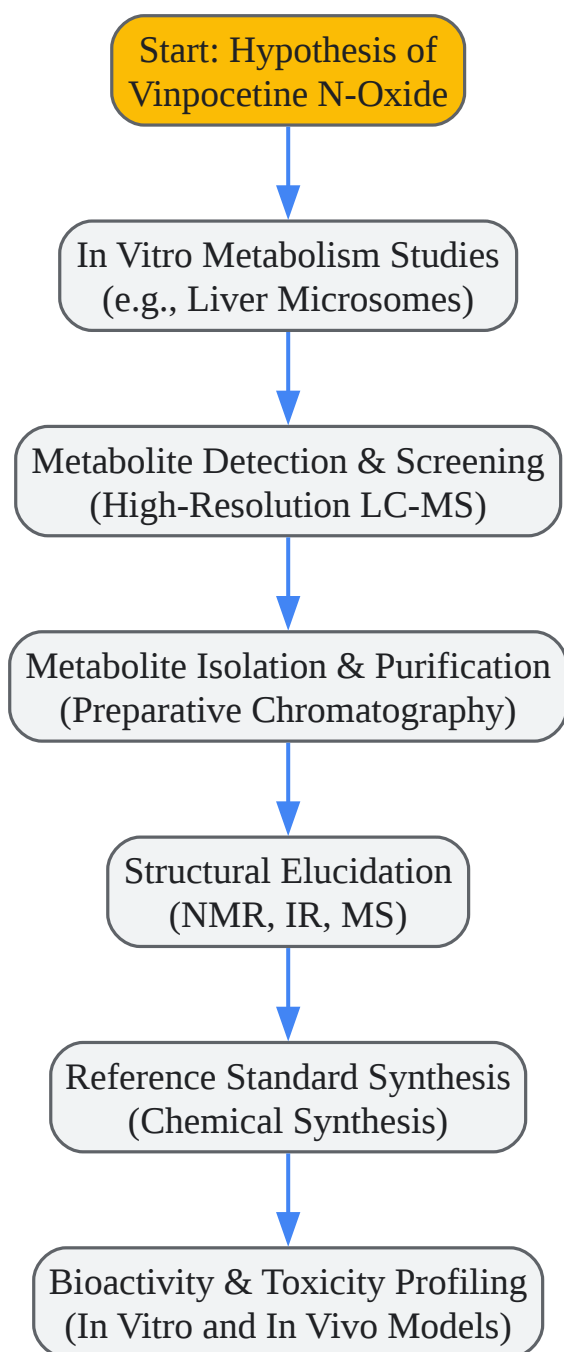 Start: Hypothesis of
Vinpocetine N-Oxide
In Vitro Metabolism Studies
(e.g., Liver Microsomes)
Metabolite Detection & Screening
(High-Resolution LC-MS)
Metabolite Isolation & Purification
(Preparative Chromatography)
Structural Elucidation
(NMR, IR, MS)
Reference Standard Synthesis
(Chemical Synthesis)
Bioactivity & Toxicity Profiling
(In Vitro and In Vivo Models)